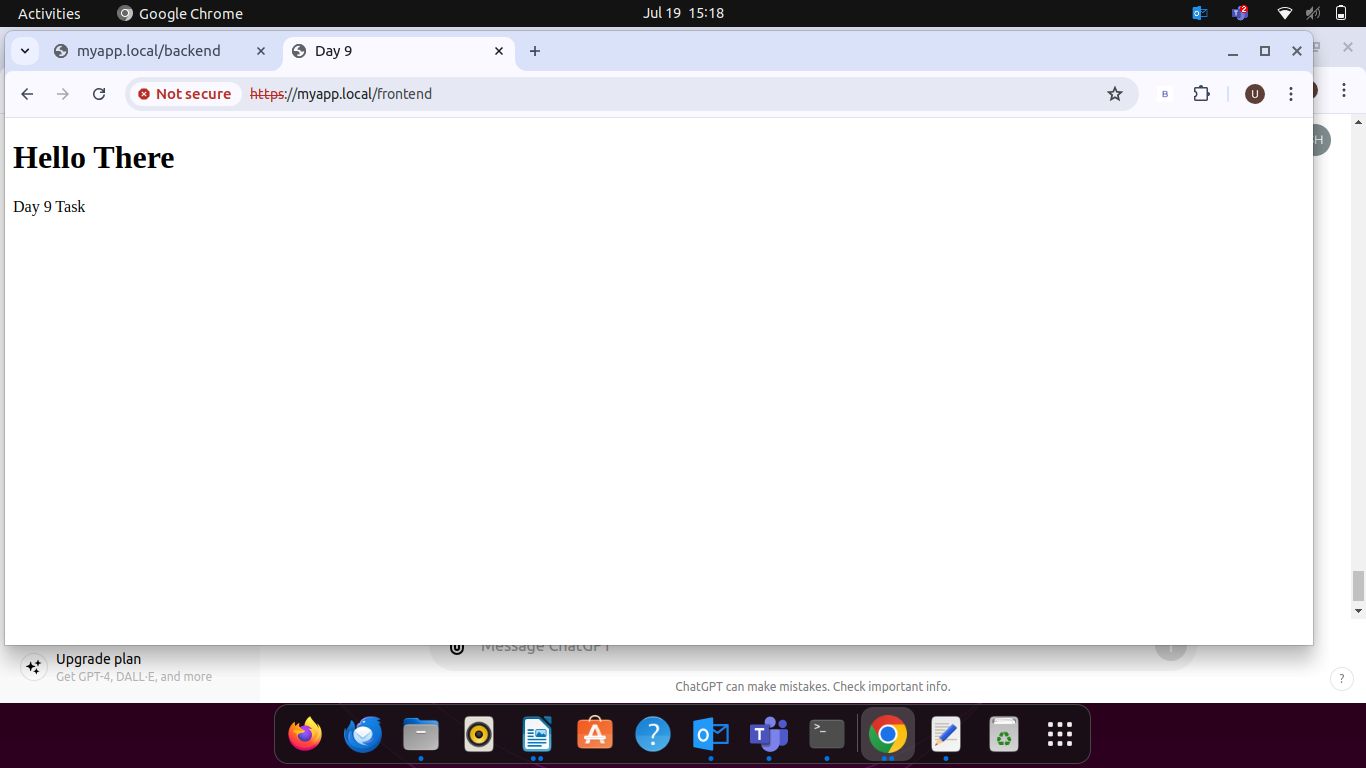 Activities
Google Chrome
Jul 19 15:18
2
myapp.local/backend
Day 9
Not secure
https://myapp.local/frontend
B
U
H
Hello There
Day 9 Task
Message ChatGPT
Upgrade plan
Get GPT-4, DALL·E, and more
ChatGPT can make mistakes. Check important info.
?